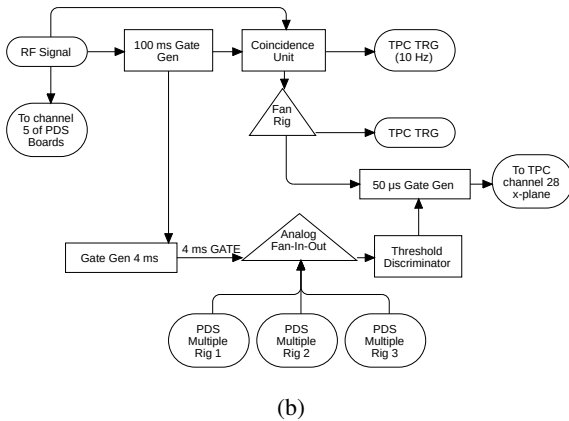 RF Signal
100 ms Gate
Gen
Coincidence
Unit
TPC TRG
(10 Hz)
To channel
5 of PDS
Boards
Fan
Rig
TPC TRG
50 µs Gate Gen
To TPC
channel 28
x-plane
Gate Gen 4 ms
4 ms GATE
Analog
Fan-In-Out
Threshold
Discriminator
PDS
Multiple
Rig 1
PDS
Multiple
Rig 2
PDS
Multiple
Rig 3
(b)